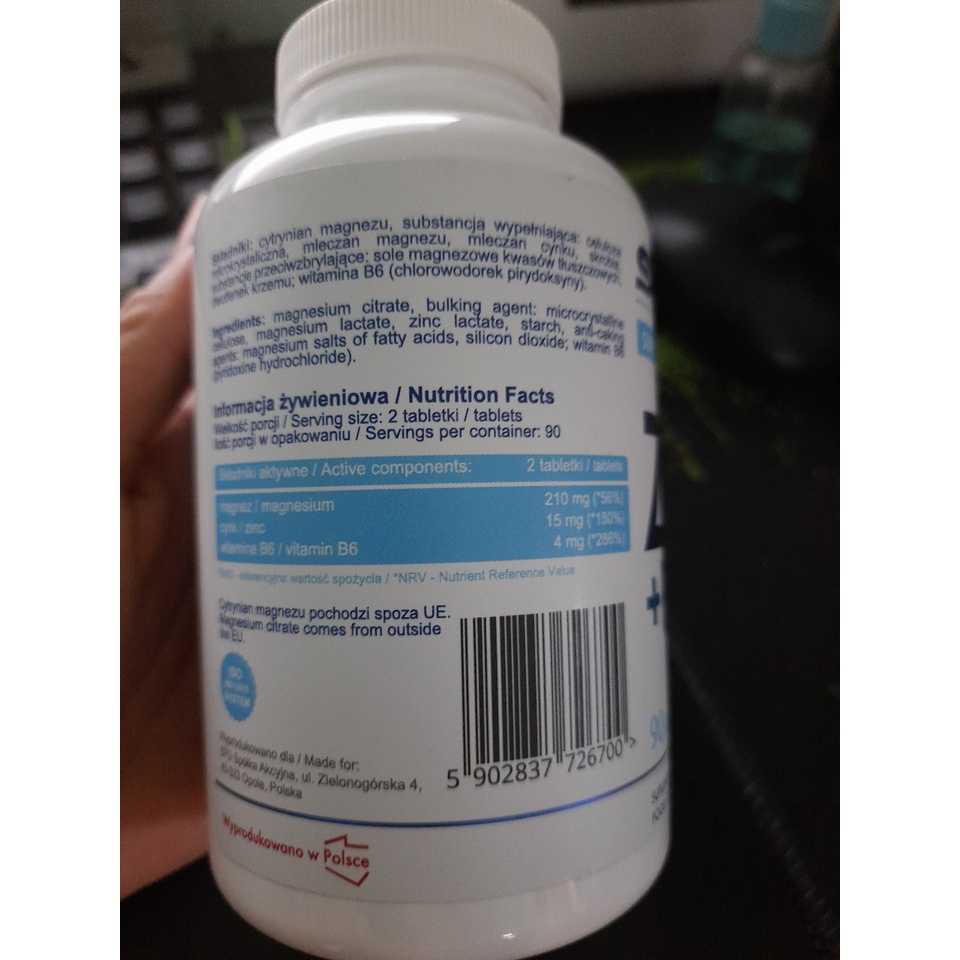 Składniki: cytrynian magnezu, substancja wypełniająca: celuloza
mikrokrystaliczna, mleczan magnezu, mleczan cynku, skrobia,
substancje przeciwzbrylające: sole magnezowe kwasów tłuszczowych,
dwutlenek krzemu; witamina B6 (chlorowodorek pirydoksyny).
Ingredients: magnesium citrate, bulking agent: microcrystalline
cellulose, magnesium lactate, zinc lactate, starch, anti-caking
agents: magnesium salts of fatty acids, silicon dioxide; witamin B6
(pyridoxine hydrochloride).
Informacja żywieniowa / Nutrition Facts
Wielkość porcji / Serving size: 2 tabletki / tablets
Ilość porcji w opakowaniu / Servings per container: 90
Składniki aktywne / Active components: 2 tabletki / tablets
magnez / magnesium 210 mg (*56%)
cynk / zinc 15 mg (*150%)
witamina B6 / vitamin B6 4 mg (*286%)
referencyjna wartość spożycia / *NRV - Nutrient Reference Value
Cytrynian magnezu pochodzi spoza UE.
Magnesium citrate comes from outside
the EU.
SYSTEM
Wyprodukowano dla / Made for:
SFD Spółka Akcyjna, ul. Zielonogórska 4,
45-323 Opole, Polska
5 902837 726700 >
Wyprodukowano w Polsce
90